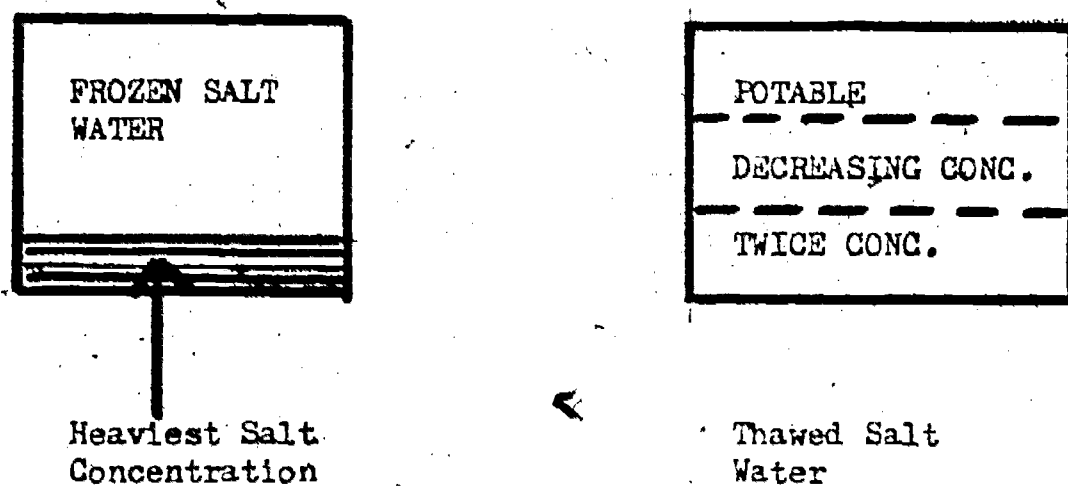 FROZEN SALT
WATER
Heaviest Salt
Concentration
POTABLE
DECREASING CONC.
TWICE CONC.
Thawed Salt
Water